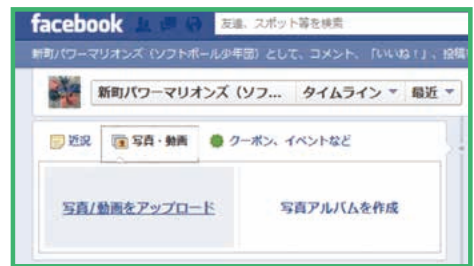 facebook 友達、スポット等を検索
新町パワーマリオンズ（ソフトボール少年団）として、コメント、「いいね！」、投稿
新町パワーマリオンズ（ソフ... タイムライン 最近
近況 写真・動画 クーポン、イベントなど
写真/動画をアップロード 写真アルバムを作成